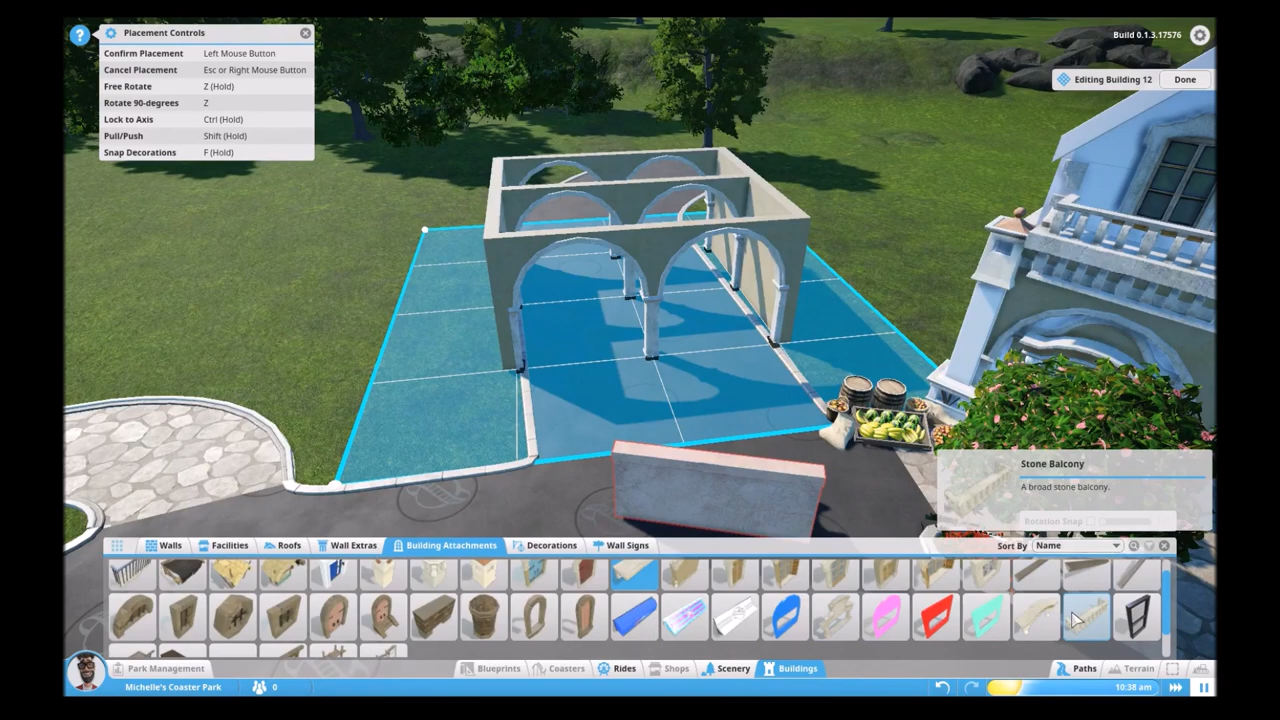 Placement Controls
Confirm Placement Left Mouse Button
Cancel Placement Esc or Right Mouse Button
Free Rotate Z (Hold)
Rotate 90-degrees Z
Lock to Axis Ctrl (Hold)
Pull/Push Shift (Hold)
Snap Decorations F (Hold)
Build 0.1.3.17576
Editing Building 12 Done
Stone Balcony
A broad stone balcony.
Rotation Snap
Walls Facilities Roofs Wall Extras Building Attachments Decorations Wall Signs Sort By Name
Park Management Blueprints Coasters Rides Shops Scenery Buildings Paths Terrain
Michelle's Coaster Park 0 10:38 am